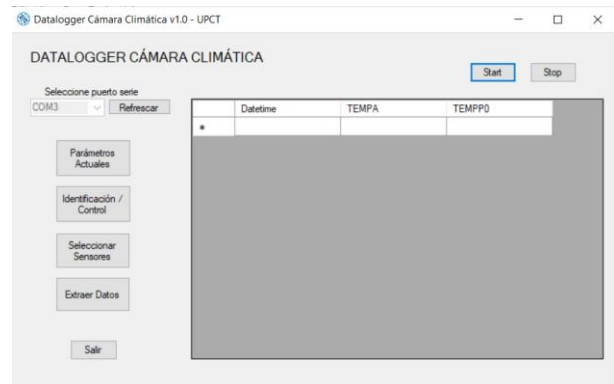 Datalogger Cámara Climática v1.0 - UPCT
DATALOGGER CÁMARA CLIMÁTICA
Start
Stop
Seleccione puerto serie
COM3
Refrescar
Datetime
TEMPA
TEMPP0
*
Parámetros
Actuales
Identificación /
Control
Seleccionar
Sensores
Extraer Datos
Salir